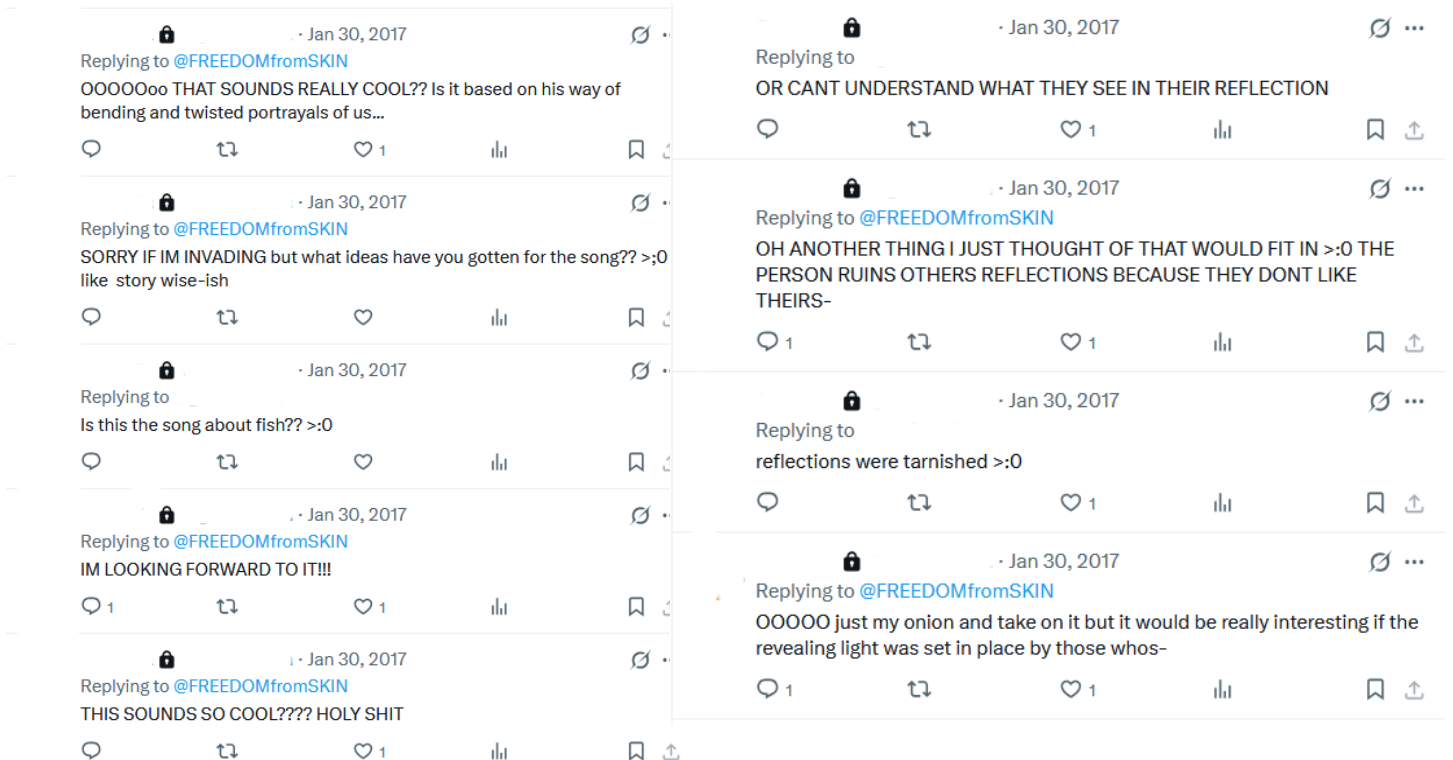 · Jan 30, 2017
Replying to @FREEDOMfromSKIN
OOOOOoo THAT SOUNDS REALLY COOL?? Is it based on his way of
bending and twisted portrayals of us...
1
· Jan 30, 2017
Replying to @FREEDOMfromSKIN
SORRY IF IM INVADING but what ideas have you gotten for the song?? >;0
like story wise-ish
· Jan 30, 2017
Replying to
Is this the song about fish?? >:0
· Jan 30, 2017
Replying to @FREEDOMfromSKIN
IM LOOKING FORWARD TO IT!!!
1 1
· Jan 30, 2017
Replying to @FREEDOMfromSKIN
THIS SOUNDS SO COOL???? HOLY SHIT
1
· Jan 30, 2017
Replying to
OR CANT UNDERSTAND WHAT THEY SEE IN THEIR REFLECTION
1
· Jan 30, 2017
Replying to @FREEDOMfromSKIN
OH ANOTHER THING I JUST THOUGHT OF THAT WOULD FIT IN >:0 THE
PERSON RUINS OTHERS REFLECTIONS BECAUSE THEY DONT LIKE
THEIRS-
1 1
· Jan 30, 2017
Replying to
reflections were tarnished >:0
1
· Jan 30, 2017
Replying to @FREEDOMfromSKIN
OOOOO just my onion and take on it but it would be really interesting if the
revealing light was set in place by those whos-
1 1